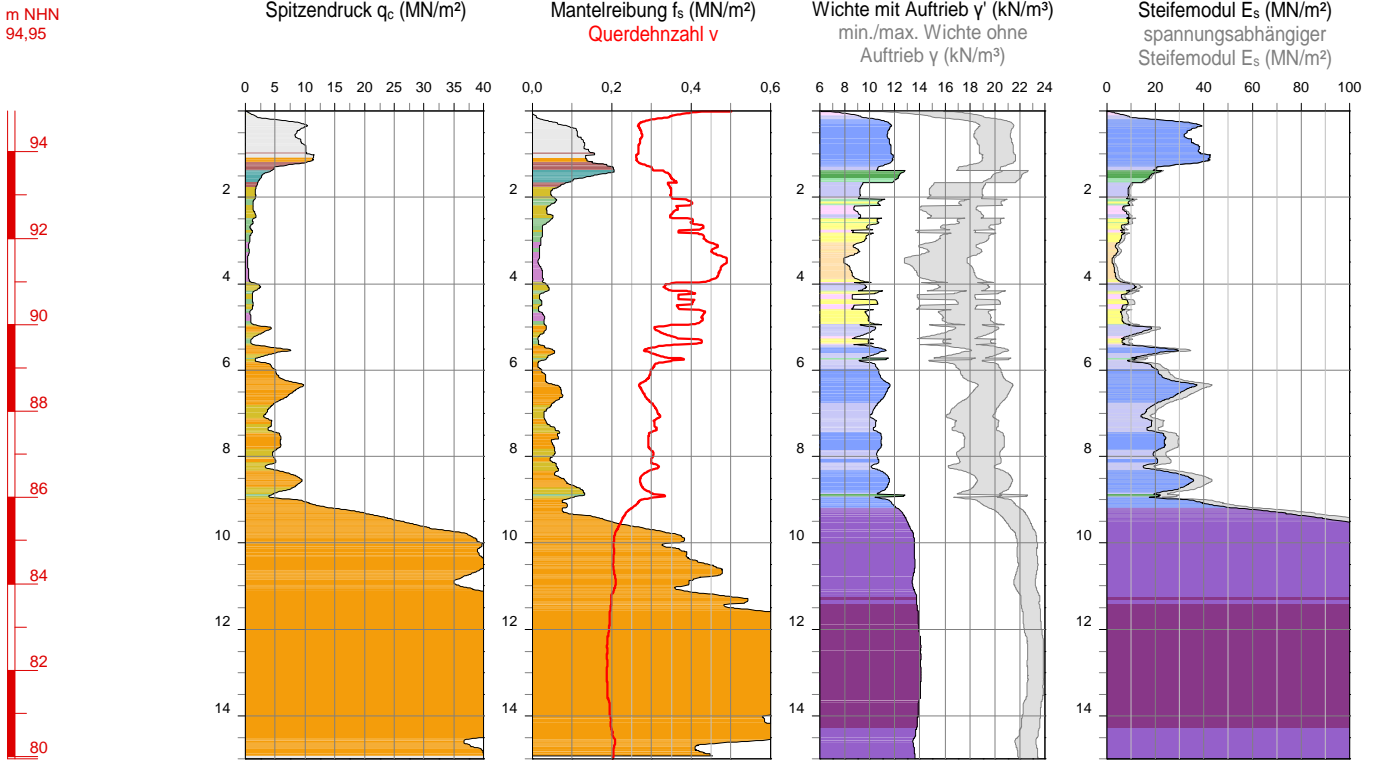 m NHN
94,95
Spitzendruck qc (MN/m²)
Mantelreibung fs (MN/m²)
Querdehnzahl ν
Wichte mit Auftrieb γ' (kN/m³)
min./max. Wichte ohne
Auftrieb γ (kN/m³)
Steifemodul Es (MN/m²)
spannungsabhängiger
Steifemodul Es (MN/m²)
0 5 10 15 20 25 30 35 40
0,0 0,2 0,4 0,6
6 8 10 14 16 18 20 22 24
0 20 40 60 80 100
94
92
90
88
86
84
82
80
2
4
6
8
10
12
14
2
4
6
8
10
12
14
2
4
6
8
10
12
14
2
4
6
8
10
12
14